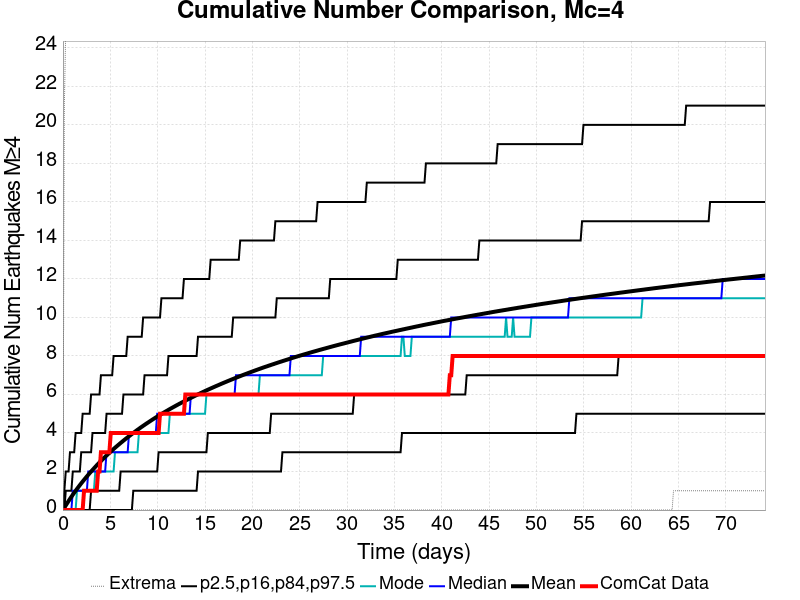 Cumulative Number Comparison, Mc=4
Cumulative Num Earthquakes M≥4
24
22
20
18
16
14
12
10
8
6
4
2
0
0 5 10 15 20 25 30 35 40 45 50 55 60 65 70
Time (days)
Extrema p2.5,p16,p84,p97.5 Mode Median Mean ComCat Data